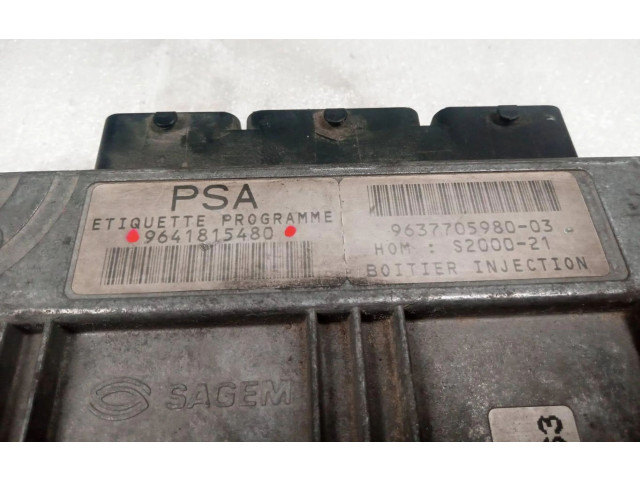 PSA
ETIQUETTE PROGRAMME
9641815480
9637705980-03
HOM : S2000-21
BOITIER INJECTION
SAGEM